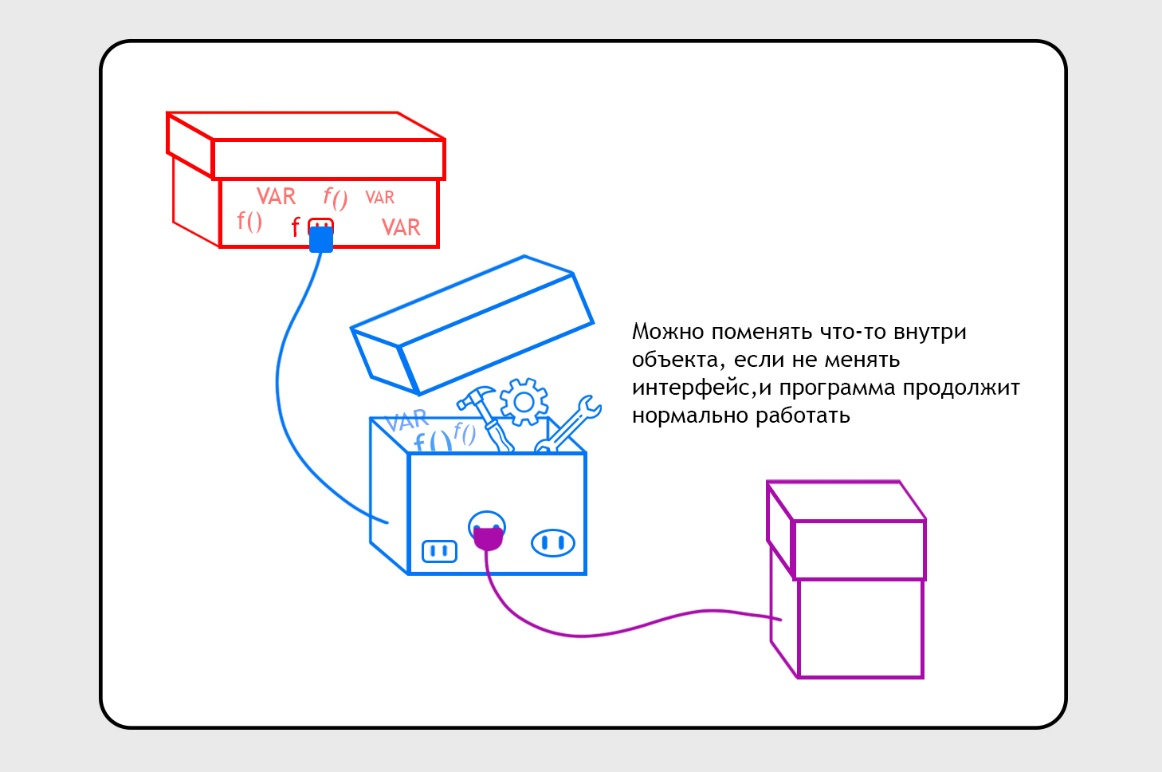 VAR f() VAR
f() f VAR
Можно поменять что-то внутри
объекта, если не менять
интерфейс,и программа продолжит
нормально работать
VAR
f() f()